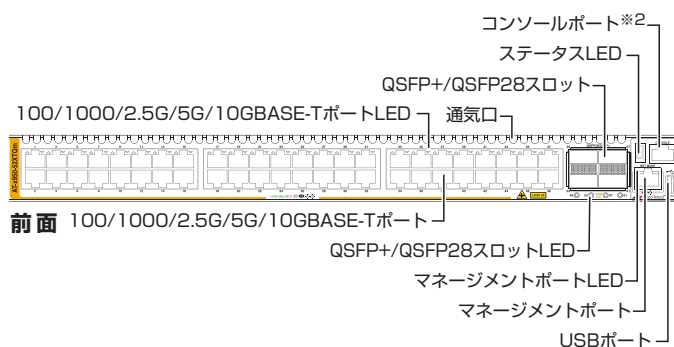 コンソールポート※2
ステータスLED
QSFP+/QSFP28スロット
100/1000/2.5G/5G/10GBASE-TポートLED
通気口
AT-x950-52XTQm
前面
100/1000/2.5G/5G/10GBASE-Tポート
QSFP+/QSFP28スロットLED
マネージメントポートLED
マネージメントポート
USBポート